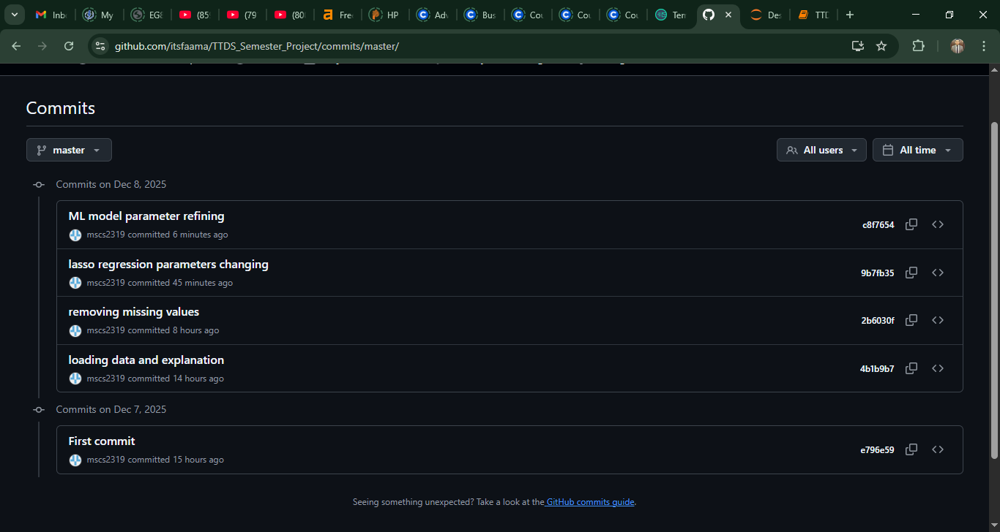 Inb
My
EG8
(85
(79
(80
Fre
HP
Adv
Bus
Cou
Cou
Cou
Ter
Des
TTD
github.com/itsfaama/TTDS_Semester_Project/commits/master/
Commits
master
All users
All time
Commits on Dec 8, 2025
ML model parameter refining
mscs2319 committed 6 minutes ago
c8f7654
lasso regression parameters changing
mscs2319 committed 45 minutes ago
9b7fb35
removing missing values
mscs2319 committed 8 hours ago
2b6030f
loading data and explanation
mscs2319 committed 14 hours ago
4b1b9b7
Commits on Dec 7, 2025
First commit
mscs2319 committed 15 hours ago
e796e59
Seeing something unexpected? Take a look at the GitHub commits guide.